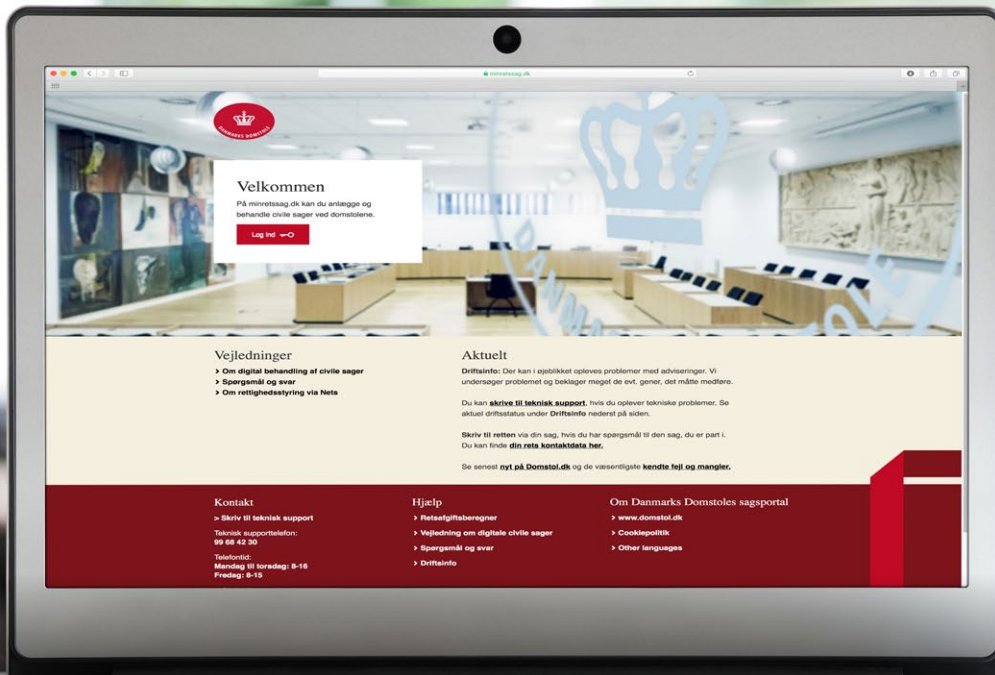 minretssag.dk
DANMARKS DOMSTOLE
Velkommen
På minretssag.dk kan du anlægge og
behandle civile sager ved domstolene.
Log ind
Vejledninger
> Om digital behandling af civile sager
> Spørgsmål og svar
> Om rettighedsstyring via Nets
Aktuelt
Driftsinfo: Der kan i øjeblikket opleves problemer med adviseringer. Vi
undersøger problemet og beklager meget de evt. gener, det måtte medføre.
Du kan skrive til teknisk support, hvis du oplever tekniske problemer. Se
aktuel driftsstatus under Driftsinfo nederst på siden.
Skriv til retten via din sag, hvis du har spørgsmål til den sag, du er part i.
Du kan finde din rets kontaktdata her.
Se senest nyt på Domstol.dk og de væsentligste kendte fejl og mangler.
Kontakt
> Skriv til teknisk support
Teknisk supporttelefon:
99 68 42 30
Telefontid:
Mandag til torsdag: 8-16
Fredag: 8-15
Hjælp
> Retsafgiftsberegner
> Vejledning om digitale civile sager
> Spørgsmål og svar
> Driftsinfo
Om Danmarks Domstoles sagsportal
> www.domstol.dk
> Cookiepolitik
> Other languages